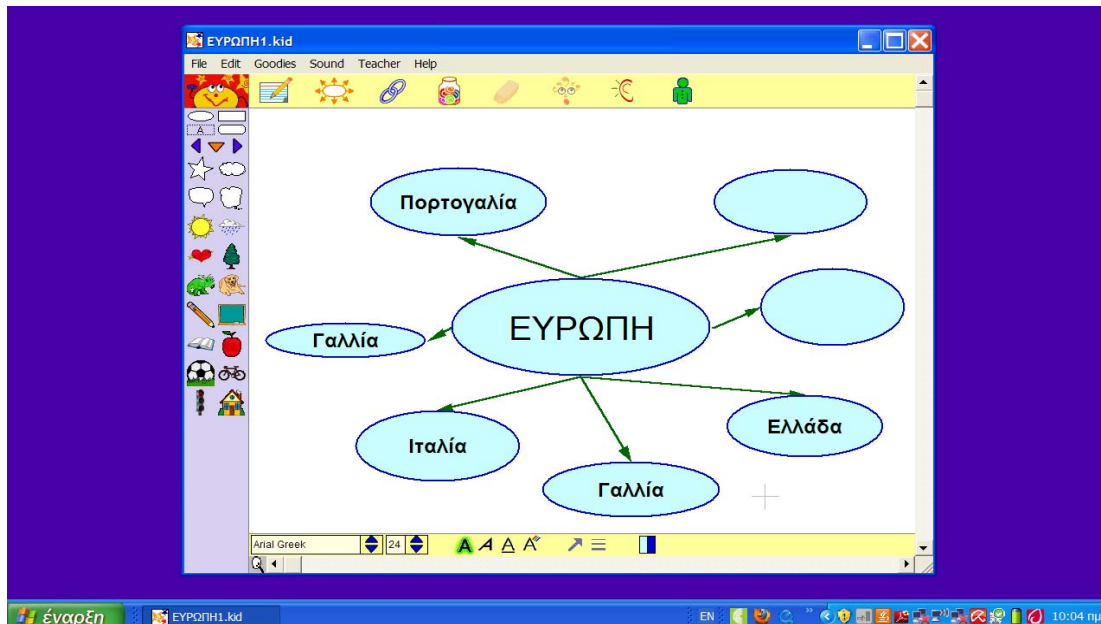 ΕΥΡΩΠΗ1.kid
File Edit Goodies Sound Teacher Help
A
Πορτογαλία
ΕΥΡΩΠΗ
Γαλλία
Ελλάδα
Ιταλία
Γαλλία
Arial Greek 24 A A A A
έναρξη ΕΥΡΩΠΗ1.kid EN 10:04 πμ